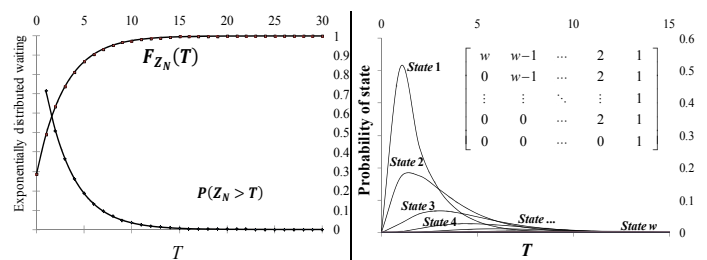 0 5 10 15 20 25 30
Exponentially distributed waiting
F_{Z_N}(T)
P(Z_N > T)
1
0.9
0.8
0.7
0.6
0.5
0.4
0.3
0.2
0.1
0
T
0 5 10 15
Probability of state
State 1
State 2
State 3
State 4
State ...
State w
w w−1 ⋯ 2 1
0 w−1 ⋯ 2 1
⋮ ⋮ ⋱ ⋮ ⋮
0 0 ⋯ 2 1
0 0 ⋯ 0 1
0.6
0.5
0.4
0.3
0.2
0.1
0
T